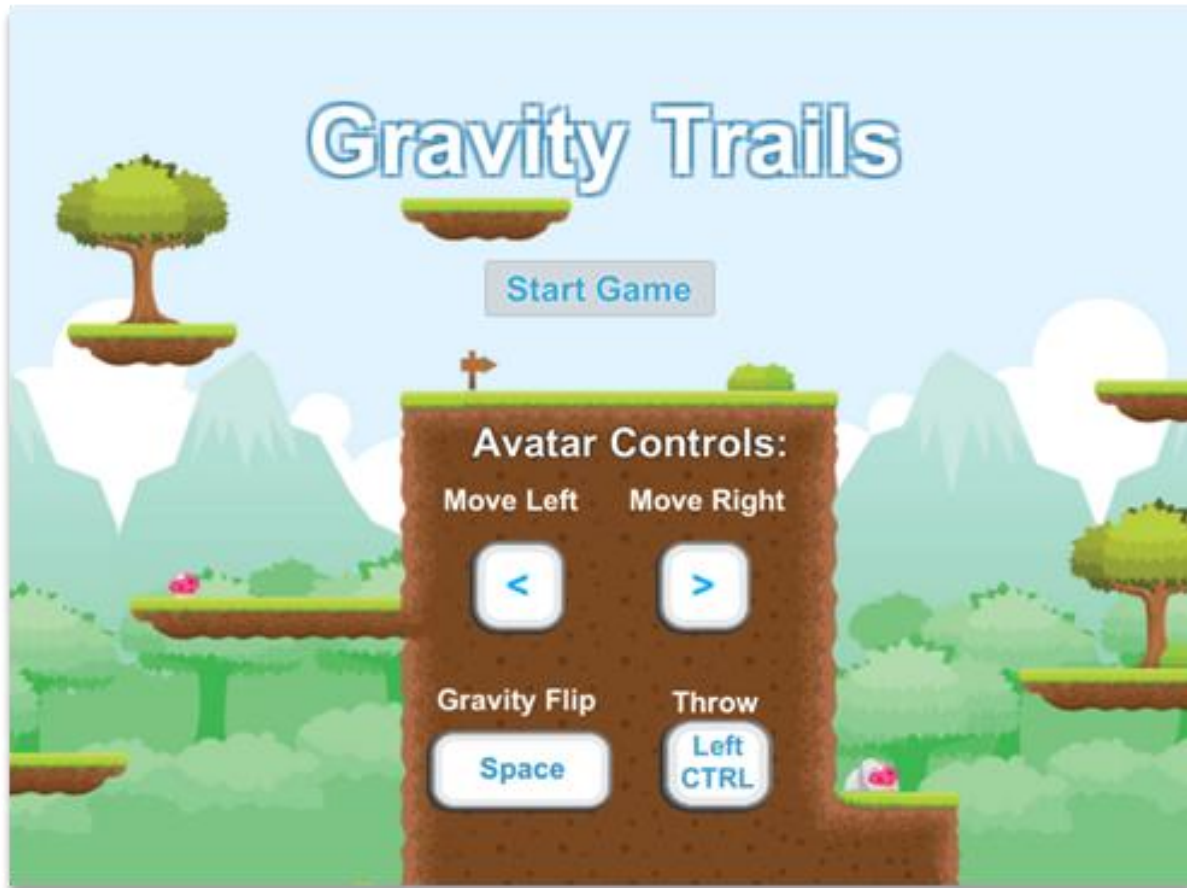 Gravity Trails
Start Game
Avatar Controls:
Move Left
Move Right
<
>
Gravity Flip
Throw
Space
Left
CTRL